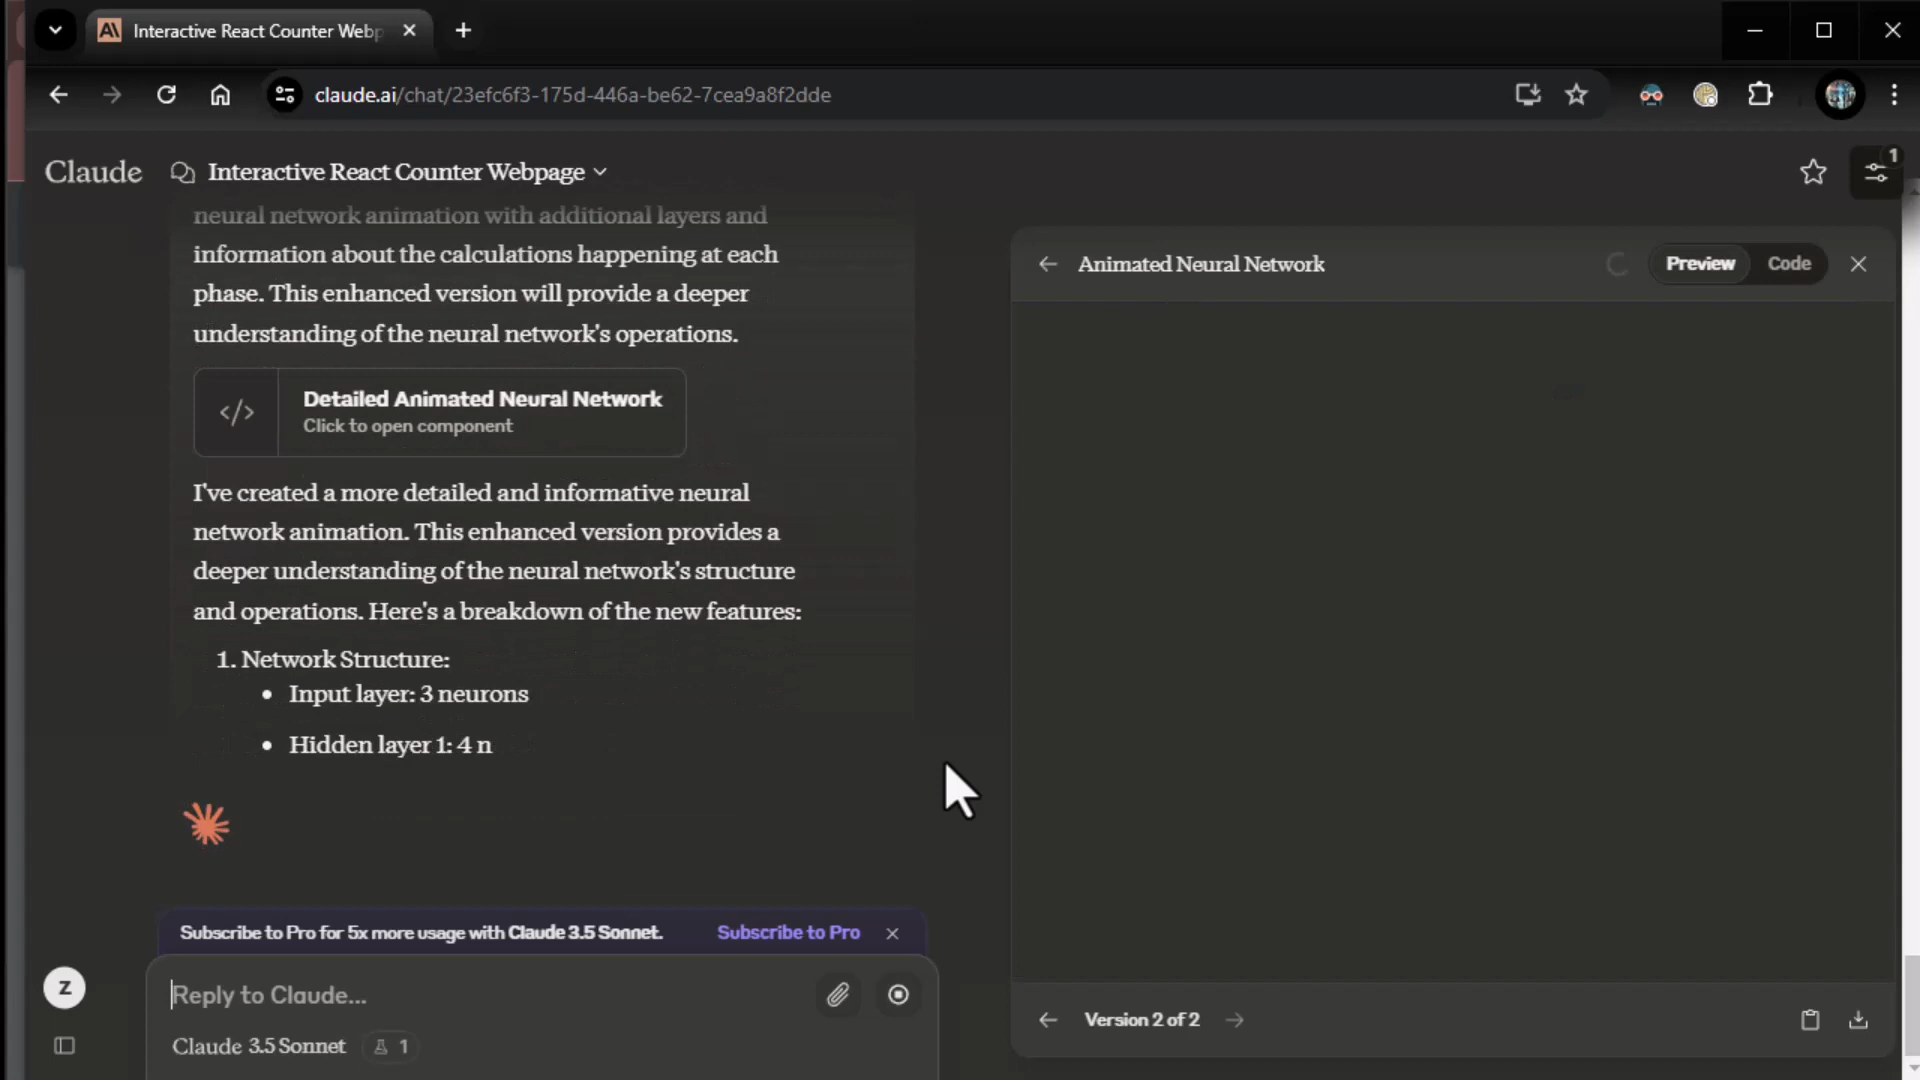 Interactive React Counter Webp
claude.ai/chat/23efc6f3-175d-446a-be62-7cea9a8f2dde
Claude
Interactive React Counter Webpage
1
neural network animation with additional layers and
information about the calculations happening at each
phase. This enhanced version will provide a deeper
understanding of the neural network's operations.
</>
Detailed Animated Neural Network
Click to open component
I've created a more detailed and informative neural
network animation. This enhanced version provides a
deeper understanding of the neural network's structure
and operations. Here's a breakdown of the new features:
1. Network Structure:
• Input layer: 3 neurons
• Hidden layer 1: 4 n
Subscribe to Pro for 5x more usage with Claude 3.5 Sonnet.
Subscribe to Pro
Z
Reply to Claude...
Claude 3.5 Sonnet
1
Animated Neural Network
Preview
Code
Version 2 of 2